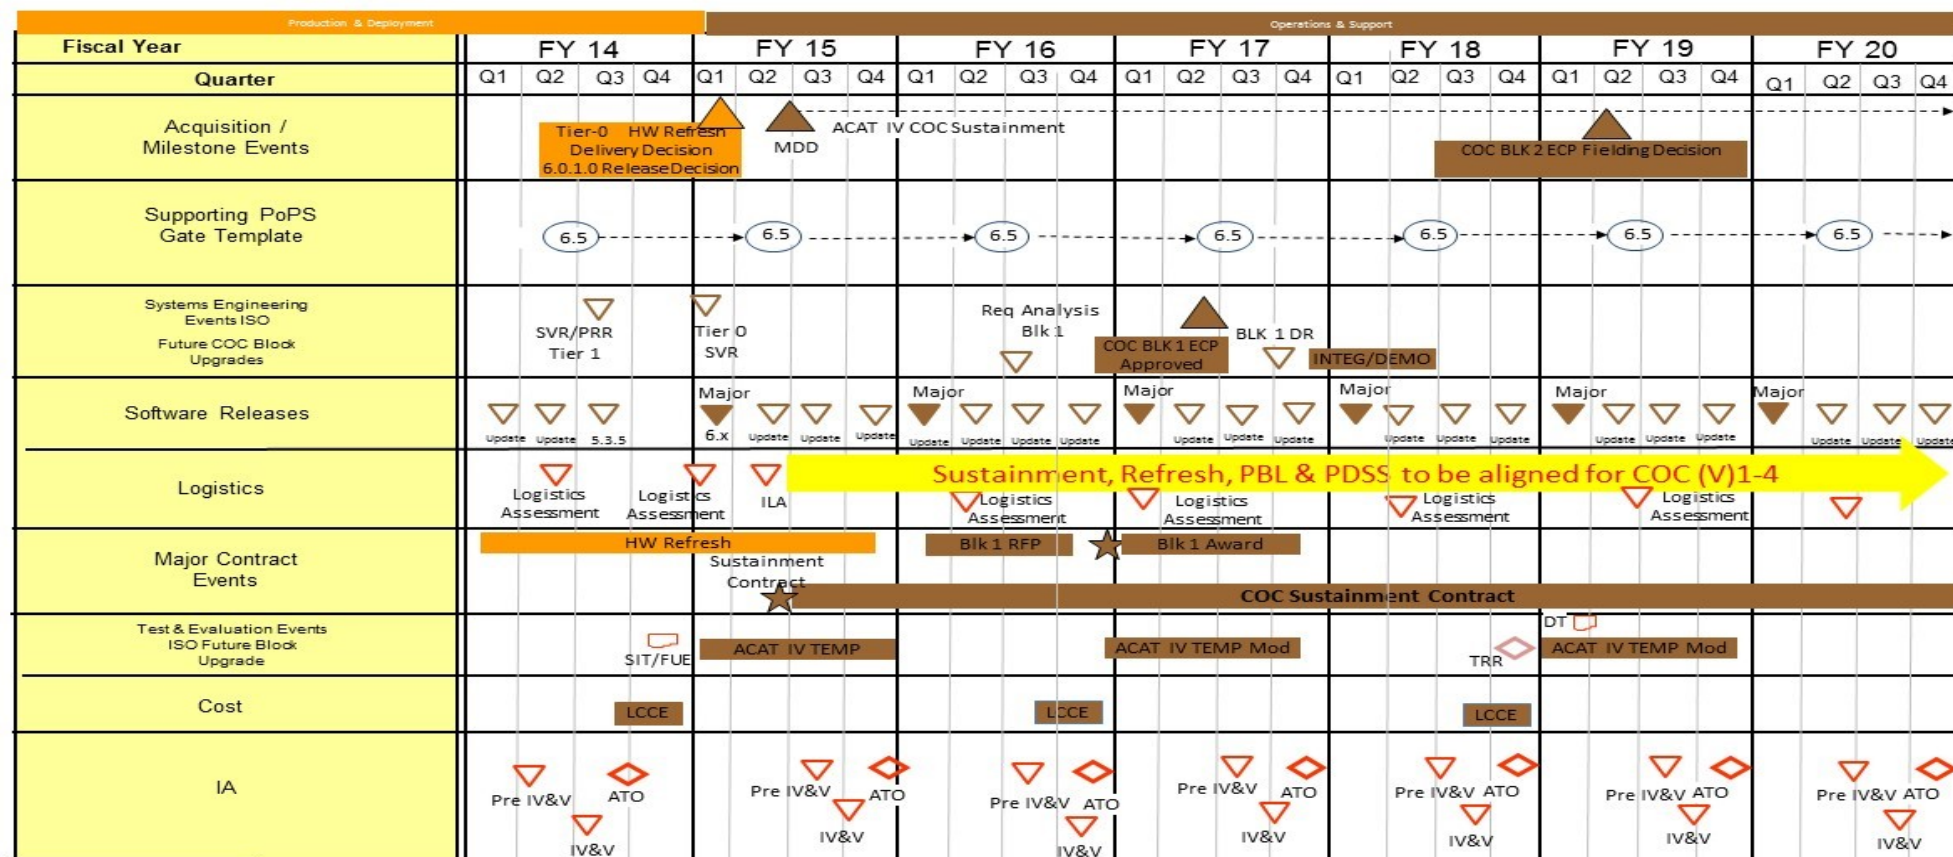 Production & Deployment
Operations & Support
Fiscal Year
FY 14
FY 15
FY 16
FY 17
FY 18
FY 19
FY 20
Quarter
Q1 Q2 Q3 Q4
Q1 Q2 Q3 Q4
Q1 Q2 Q3 Q4
Q1 Q2 Q3 Q4
Q1 Q2 Q3 Q4
Q1 Q2 Q3 Q4
Q1 Q2 Q3 Q4
Acquisition /
Milestone Events
Tier-0 HW Refresh
Delivery Decision
6.0.1.0 Release Decision
MDD
ACAT IV COC Sustainment
COC BLK 2 ECP Fielding Decision
Supporting PoPS
Gate Template
6.5
6.5
6.5
6.5
6.5
6.5
6.5
Systems Engineering
Events ISO
Future COC Block
Upgrades
SVR/PRR
Tier 1
Tier 0
SVR
Req Analysis
Blk 1
COC BLK 1 ECP
Approved
BLK 1 DR
INTEG/DEMO
Software Releases
Update
Update
5.3.5
Major
6.x
Update
Update
Update
Major
Update
Update
Update
Update
Major
Update
Update
Update
Major
Update
Update
Update
Major
Update
Update
Update
Major
Update
Update
Update
Logistics
Sustainment, Refresh, PBL & PDSS to be aligned for COC (V)1-4
Logistics
Assessment
Logistics
Assessment
ILA
Logistics
Assessment
Logistics
Assessment
Logistics
Assessment
Logistics
Assessment
Major Contract
Events
HW Refresh
Blk 1 RFP
Blk 1 Award
Sustainment
Contract
COC Sustainment Contract
Test & Evaluation Events
ISO Future Block
Upgrade
SIT/FUE
ACAT IV TEMP
ACAT IV TEMP Mod
TRR
DT
ACAT IV TEMP Mod
Cost
LCCE
LCCE
LCCE
IA
Pre IV&V
ATO
IV&V
Pre IV&V
ATO
IV&V
Pre IV&V
ATO
IV&V
Pre IV&V
ATO
IV&V
Pre IV&V
ATO
IV&V
Pre IV&V
ATO
IV&V
Pre IV&V
ATO
IV&V